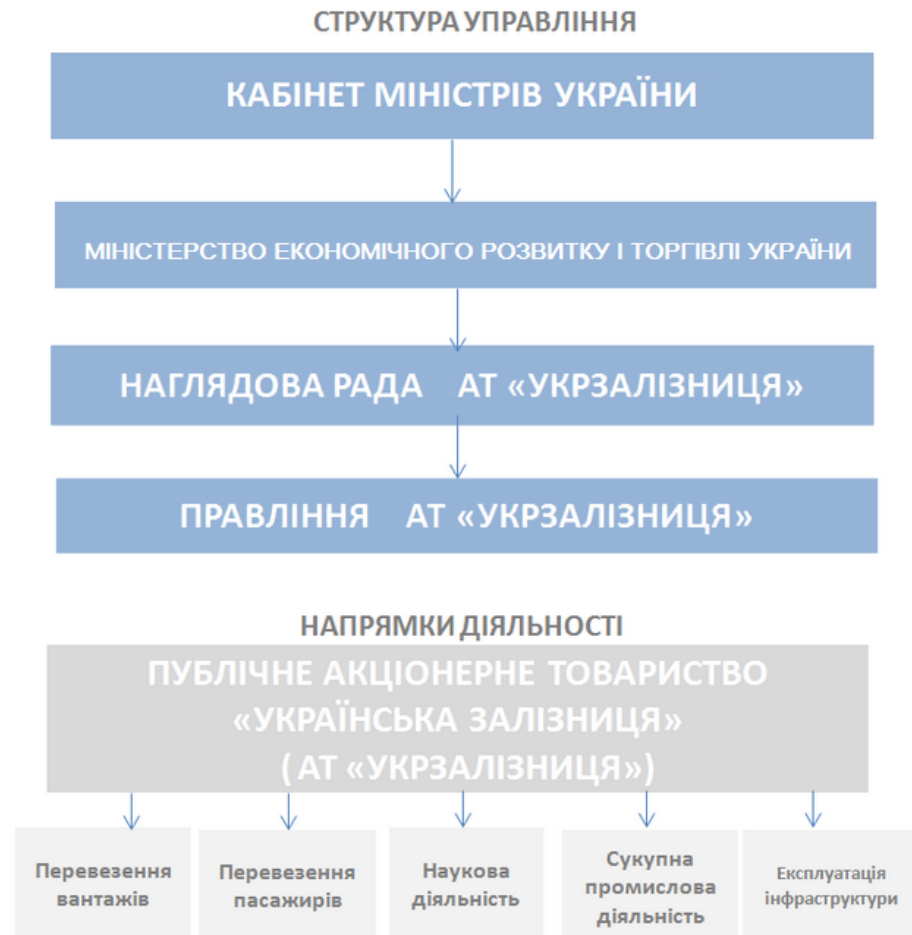 СТРУКТУРА УПРАВЛІННЯ
КАБІНЕТ МІНІСТРІВ УКРАЇНИ
МІНІСТЕРСТВО ЕКОНОМІЧНОГО РОЗВИТКУ І ТОРГІВЛІ УКРАЇНИ
НАГЛЯДОВА РАДА АТ «УКРЗАЛІЗНИЦЯ»
ПРАВЛІННЯ АТ «УКРЗАЛІЗНИЦЯ»
НАПРЯМКИ ДІЯЛЬНОСТІ
ПУБЛІЧНЕ АКЦІОНЕРНЕ ТОВАРИСТВО
«УКРАЇНСЬКА ЗАЛІЗНИЦЯ»
( АТ «УКРЗАЛІЗНИЦЯ»)
Перевезення
вантажів
Перевезення
пасажирів
Наукова
діяльність
Сукупна
промислова
діяльність
Експлуатація
інфраструктури